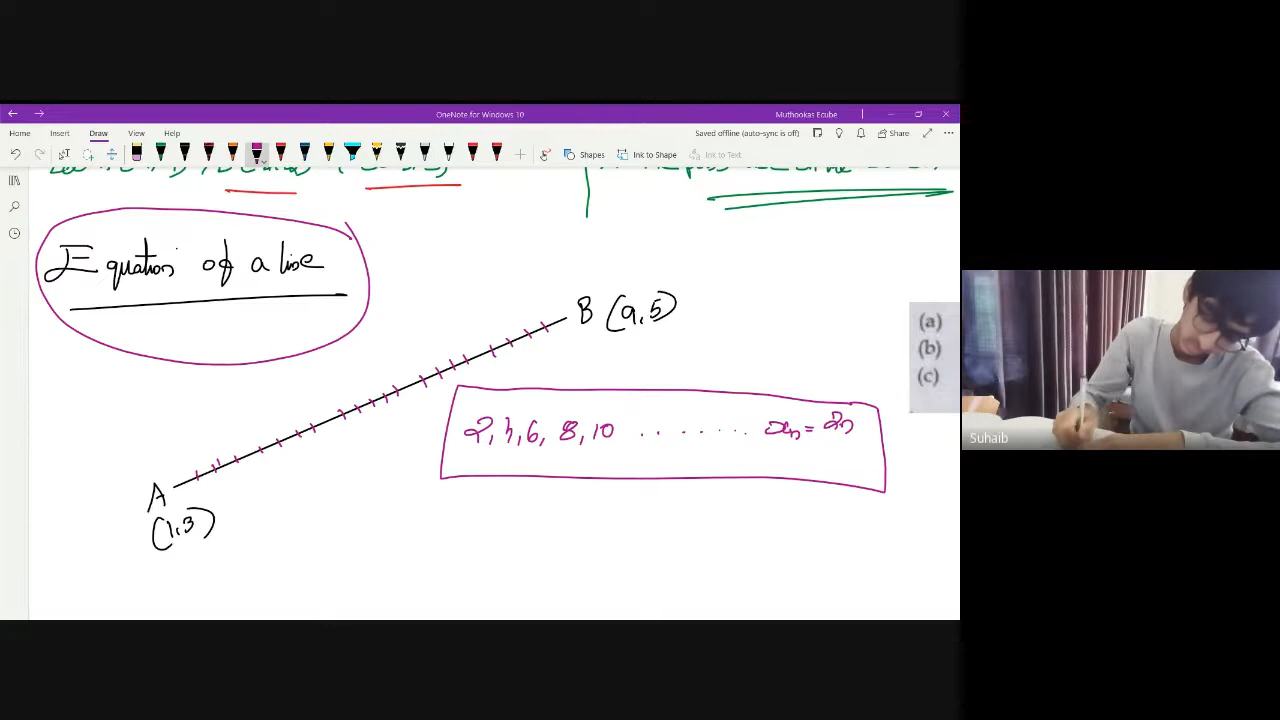 OneNote for Windows 10
Muthookas Ecube
Home Insert Draw View Help
Saved offline (auto-sync is off)
Share
Shapes
Ink to Shape
Ink to Text
Equation of a line
B (9,5)
(a)
(b)
(c)
2, 4, 6, 8, 10 ......... xn = 2n
Suhaib
A
(1,3)